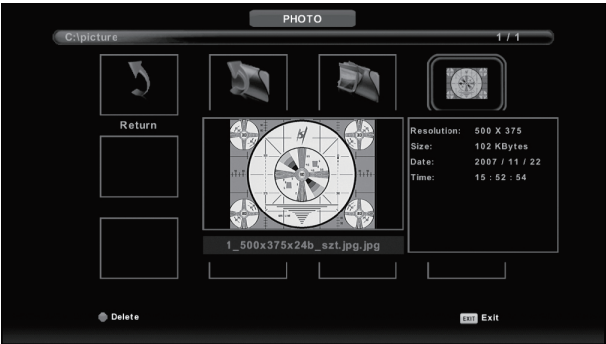 PHOTO
C:\picture
1 / 1
Return
Resolution: 500 X 375
Size: 102 KBytes
Date: 2007 / 11 / 22
Time: 15 : 52 : 54
1_500x375x24b_szt.jpg.jpg
Delete
EXIT Exit